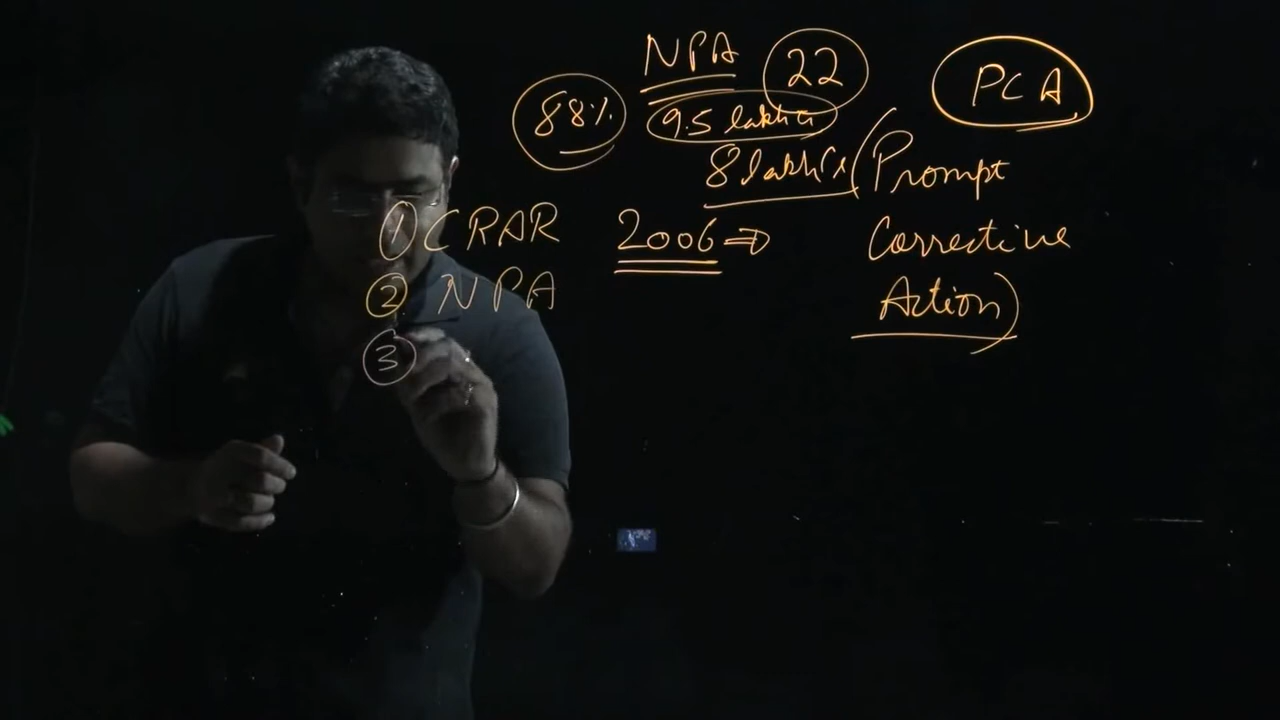 NPA 22 PCA
88% 9.5 lakh cr
8 lakh cr (Prompt
① CRAR 2006 ⇒ Corrective
② NPA Action)
③